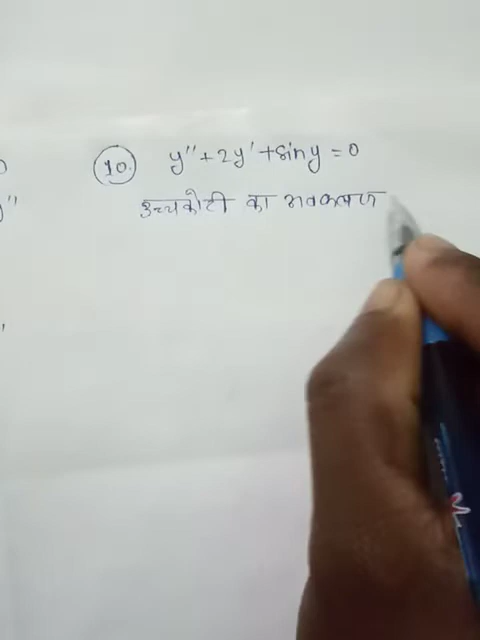 10. y'' + 2y' + sin y = 0
उच्चकोटी का अवकलज
y''